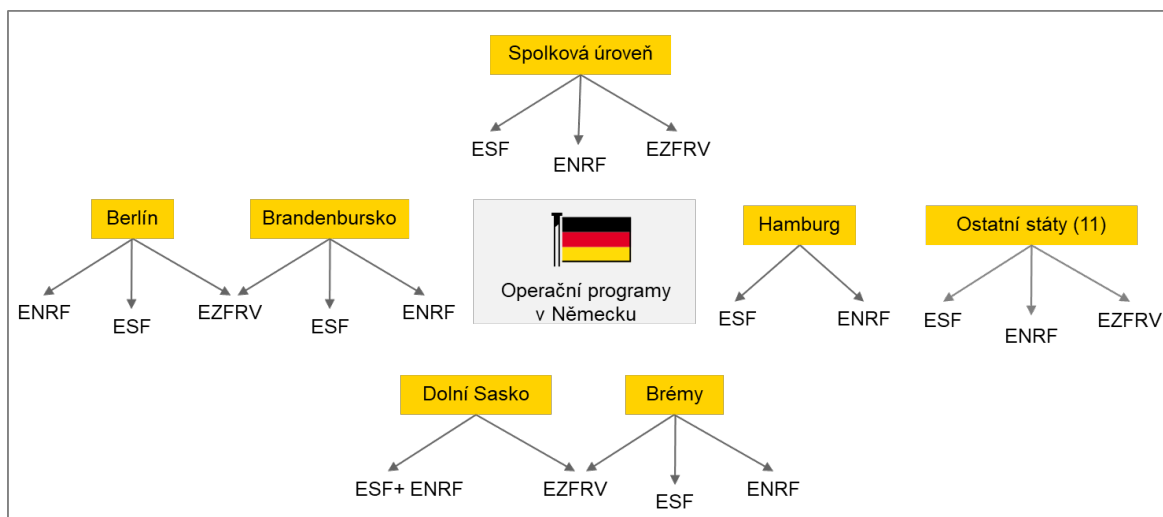 Spolková úroveň
ESF
ENRF
EZFRV
Berlín
Brandenbursko
Hamburg
Ostatní státy (11)
ENRF
ESF
EZFRV
ESF
ENRF
Operační programy
v Německu
ESF
ENRF
ESF
ENRF
EZFRV
Dolní Sasko
Brémy
ESF+ ENRF
EZFRV
ESF
ENRF